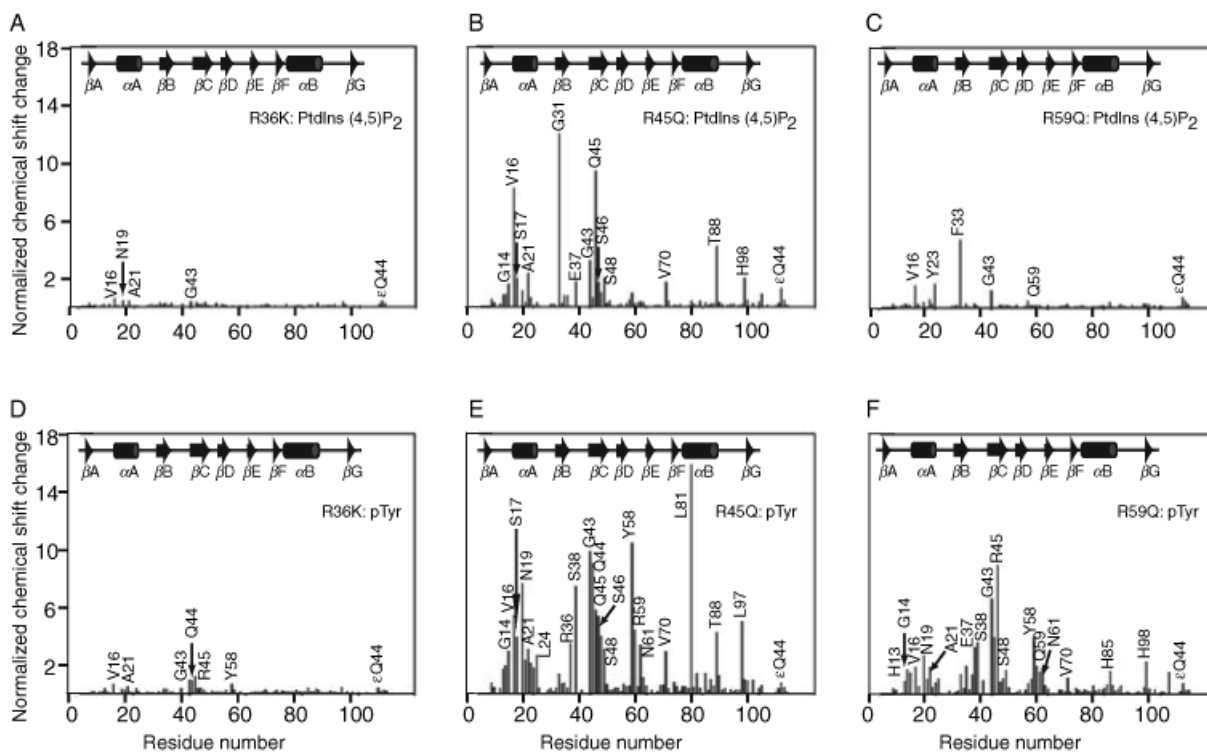 A
B
C
Normalized chemical shift change
18
14
10
6
2
βA αA βB βC βD βE βF αB βG
R36K: PtdIns (4,5)P2
V16
N19
A21
G43
εQ44
0 20 40 60 80 100
βA αA βB βC βD βE βF αB βG
R45Q: PtdIns (4,5)P2
G14
V16
S17
A21
G31
E37
G43
Q45
S46
S48
V70
T88
H98
εQ44
0 20 40 60 80 100
βA αA βB βC βD βE βF αB βG
R59Q: PtdIns (4,5)P2
V16
Y23
F33
G43
Q59
εQ44
0 20 40 60 80 100
D
E
F
Normalized chemical shift change
18
14
10
6
2
βA αA βB βC βD βE βF αB βG
R36K: pTyr
V16
A21
G43
Q44
R45
Y58
εQ44
0 20 40 60 80 100
Residue number
βA αA βB βC βD βE βF αB βG
R45Q: pTyr
G14
V16
S17
N19
A21
L24
R36
S38
G43
Q45
Q44
S46
S48
Y58
R59
N61
V70
L81
T88
L97
εQ44
0 20 40 60 80 100
Residue number
βA αA βB βC βD βE βF αB βG
R59Q: pTyr
H13
G14
V16
N19
A21
E37
S38
G43
R45
S48
Y58
Q59
N61
V70
H85
H98
εQ44
0 20 40 60 80 100
Residue number